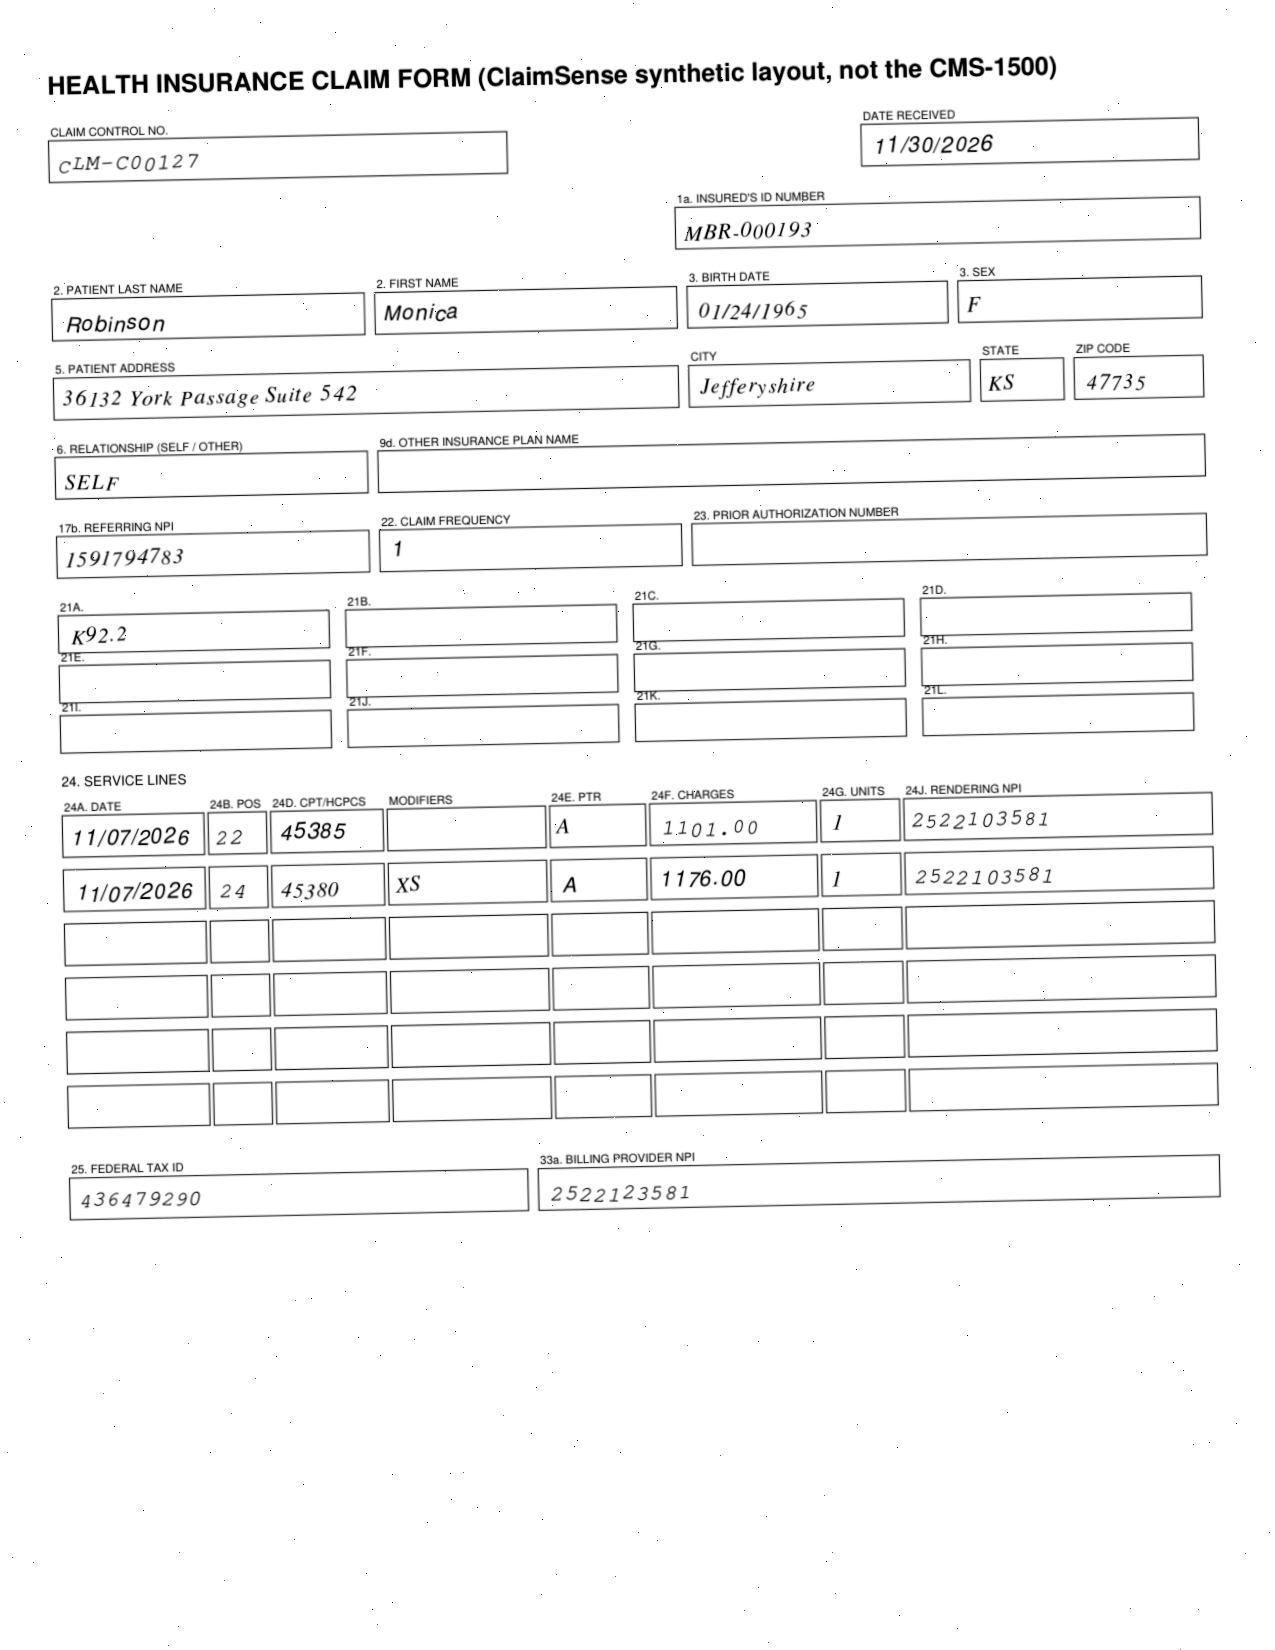 HEALTH INSURANCE CLAIM FORM (ClaimSense synthetic layout, not the CMS-1500)
CLAIM CONTROL NO.
cLM-C00127
DATE RECEIVED
11/30/2026
1a. INSURED'S ID NUMBER
MBR-000193
2. PATIENT LAST NAME
Robinson
2. FIRST NAME
Monica
3. BIRTH DATE
01/24/1965
3. SEX
F
5. PATIENT ADDRESS
36132 York Passage Suite 542
CITY
Jefferyshire
STATE
KS
ZIP CODE
47735
6. RELATIONSHIP (SELF / OTHER)
SELF
9d. OTHER INSURANCE PLAN NAME
17b. REFERRING NPI
1591794783
22. CLAIM FREQUENCY
1
23. PRIOR AUTHORIZATION NUMBER
21A. 21B. 21C. 21D.
K92.2
21E. 21F. 21G. 21H.
21I. 21J. 21K. 21L.
24. SERVICE LINES
24A. DATE 24B. POS 24D. CPT/HCPCS MODIFIERS 24E. PTR 24F. CHARGES 24G. UNITS 24J. RENDERING NPI
11/07/2026 22 45385 A 1101.00 1 2522103581
11/07/2026 24 45380 XS A 1176.00 1 2522103581
25. FEDERAL TAX ID
436479290
33a. BILLING PROVIDER NPI
2522123581